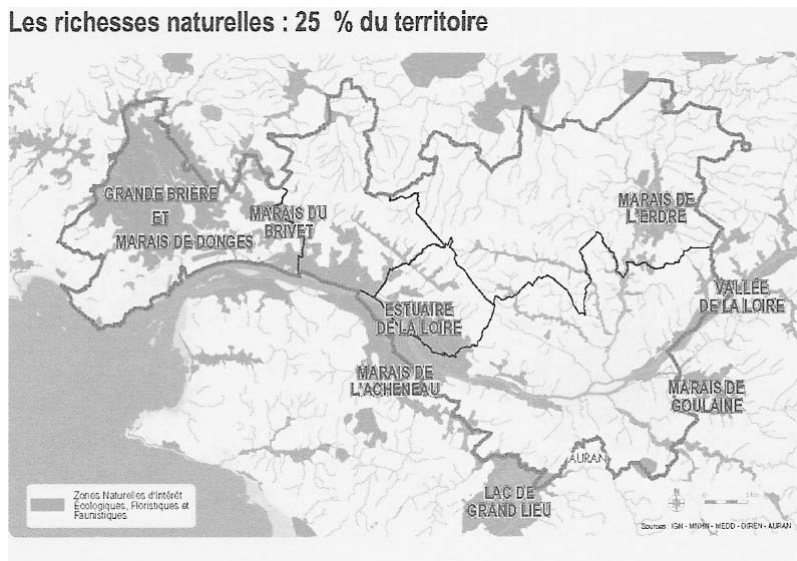 Les richesses naturelles : 25 % du territoire
GRANDE BRIÈRE
ET
MARAIS DE DONGES
MARAIS DU
BRIVET
MARAIS DE
L'ERDRE
VALLÉE
DE LA LOIRE
ESTUAIRE
DE LA LOIRE
MARAIS DE
L'ACHENEAU
MARAIS DE
GOULAINE
AURAN
LAC DE
GRAND LIEU
Zones Naturelles d'Intérêt
Écologiques, Floristiques et
Faunistiques
Sources : IGN - MNHN - MEDD - DIREN - AURAN